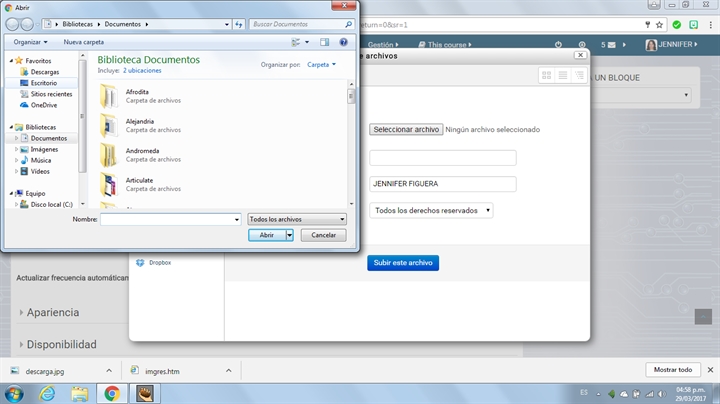 Abrir
Bibliotecas ▸ Documentos ▸
Buscar Documentos
Organizar
Nueva carpeta
Favoritos
Descargas
Escritorio
Sitios recientes
OneDrive
Bibliotecas
Documentos
Imágenes
Música
Vídeos
Equipo
Disco local (C:)
Biblioteca Documentos
Incluye: 2 ubicaciones
Organizar por: Carpeta
Afrodita
Carpeta de archivos
Alejandria
Carpeta de archivos
Andromeda
Carpeta de archivos
Articulate
Carpeta de archivos
Nombre:
Todos los archivos
Abrir
Cancelar
eturn=0&sr=1
Gestión
This course
5
JENNIFER
e archivos
A UN BLOQUE
Seleccionar archivo Ningún archivo seleccionado
JENNIFER FIGUERA
Todos los derechos reservados
Dropbox
Subir este archivo
Actualizar frecuencia automátican
Apariencia
Disponibilidad
descarga.jpg
imgres.htm
Mostrar todo
ES
04:58 p.m.
29/03/2017